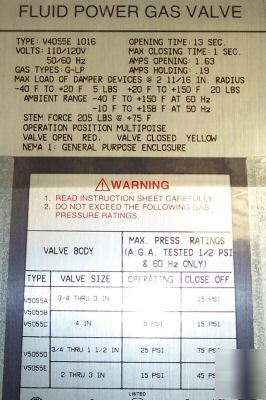 FLUID POWER GAS VALVE
TYPE: V4055E 1016 OPENING TIME: 13 SEC.
VOLTS: 110/120V MAX CLOSING TIME: 1 SEC.
50/60 Hz AMPS OPENING: 1.63
GAS TYPES: G-LP AMPS HOLDING: .19
MAX LOAD OF DAMPER DEVICES @ 2 11/16 IN. RADIUS
-40 F TO +20 F 5 LBS +20 F TO +150 F 20 LBS
AMBIENT RANGE -40 F TO +150 F AT 60 Hz
-10 F TO +15B F AT 50 Hz
STEM FORCE 205 LBS @ +75 F
OPERATION POSITION MULTIPOISE
VALVE OPEN RED. VALVE CLOSED YELLOW
NEMA 1: GENERAL PURPOSE ENCLOSURE
WARNING
1. READ INSTRUCTION SHEET CAREFULLY.
2. DO NOT EXCEED THE FOLLOWING GAS
PRESSURE RATINGS.
VALVE BODY MAX. PRESS. RATINGS
(A.G.A. TESTED 1/2 PSI
& 60 Hz ONLY)
TYPE VALVE SIZE OPERATING CLOSE OFF
V5055A 3/4 THRU 3 IN 15 PSI
V5055B
V5055C 4 IN 5 PSI 15 PSI
V5055D 3/4 THRU 1 1/2 IN 25 PSI 75 PSI
V5055E 2 THRU 3 IN 15 PSI 45 PSI
LISTED